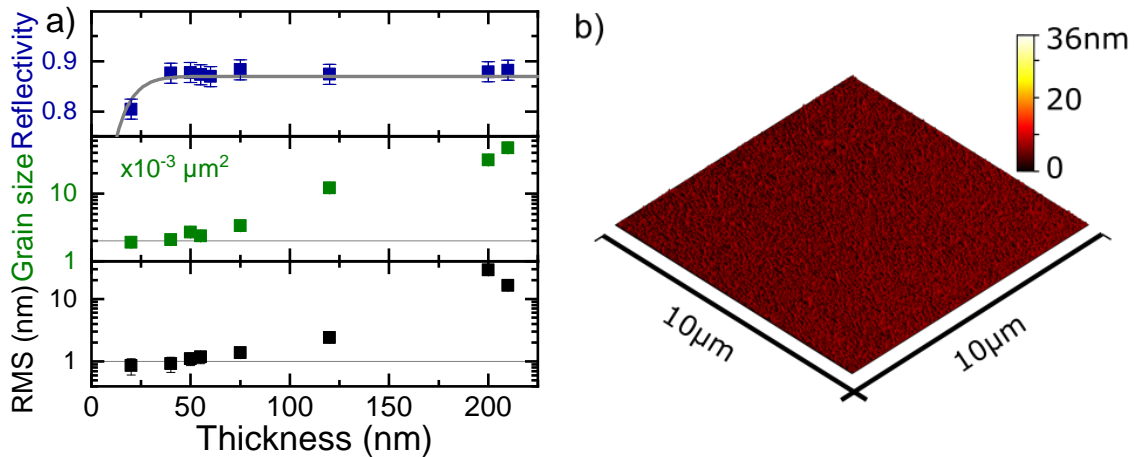 a)
Reflectivity
0.9
0.8
Grain size
x10⁻³ μm²
10
1
RMS (nm)
10
1
0 50 100 150 200
Thickness (nm)
b)
36nm
20
0
10μm
10μm